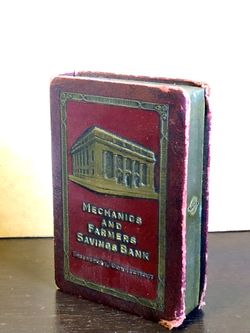 MECHANICS
AND
FARMERS
SAVINGS BANK
BRIDGEPORT, CONNECTICUT